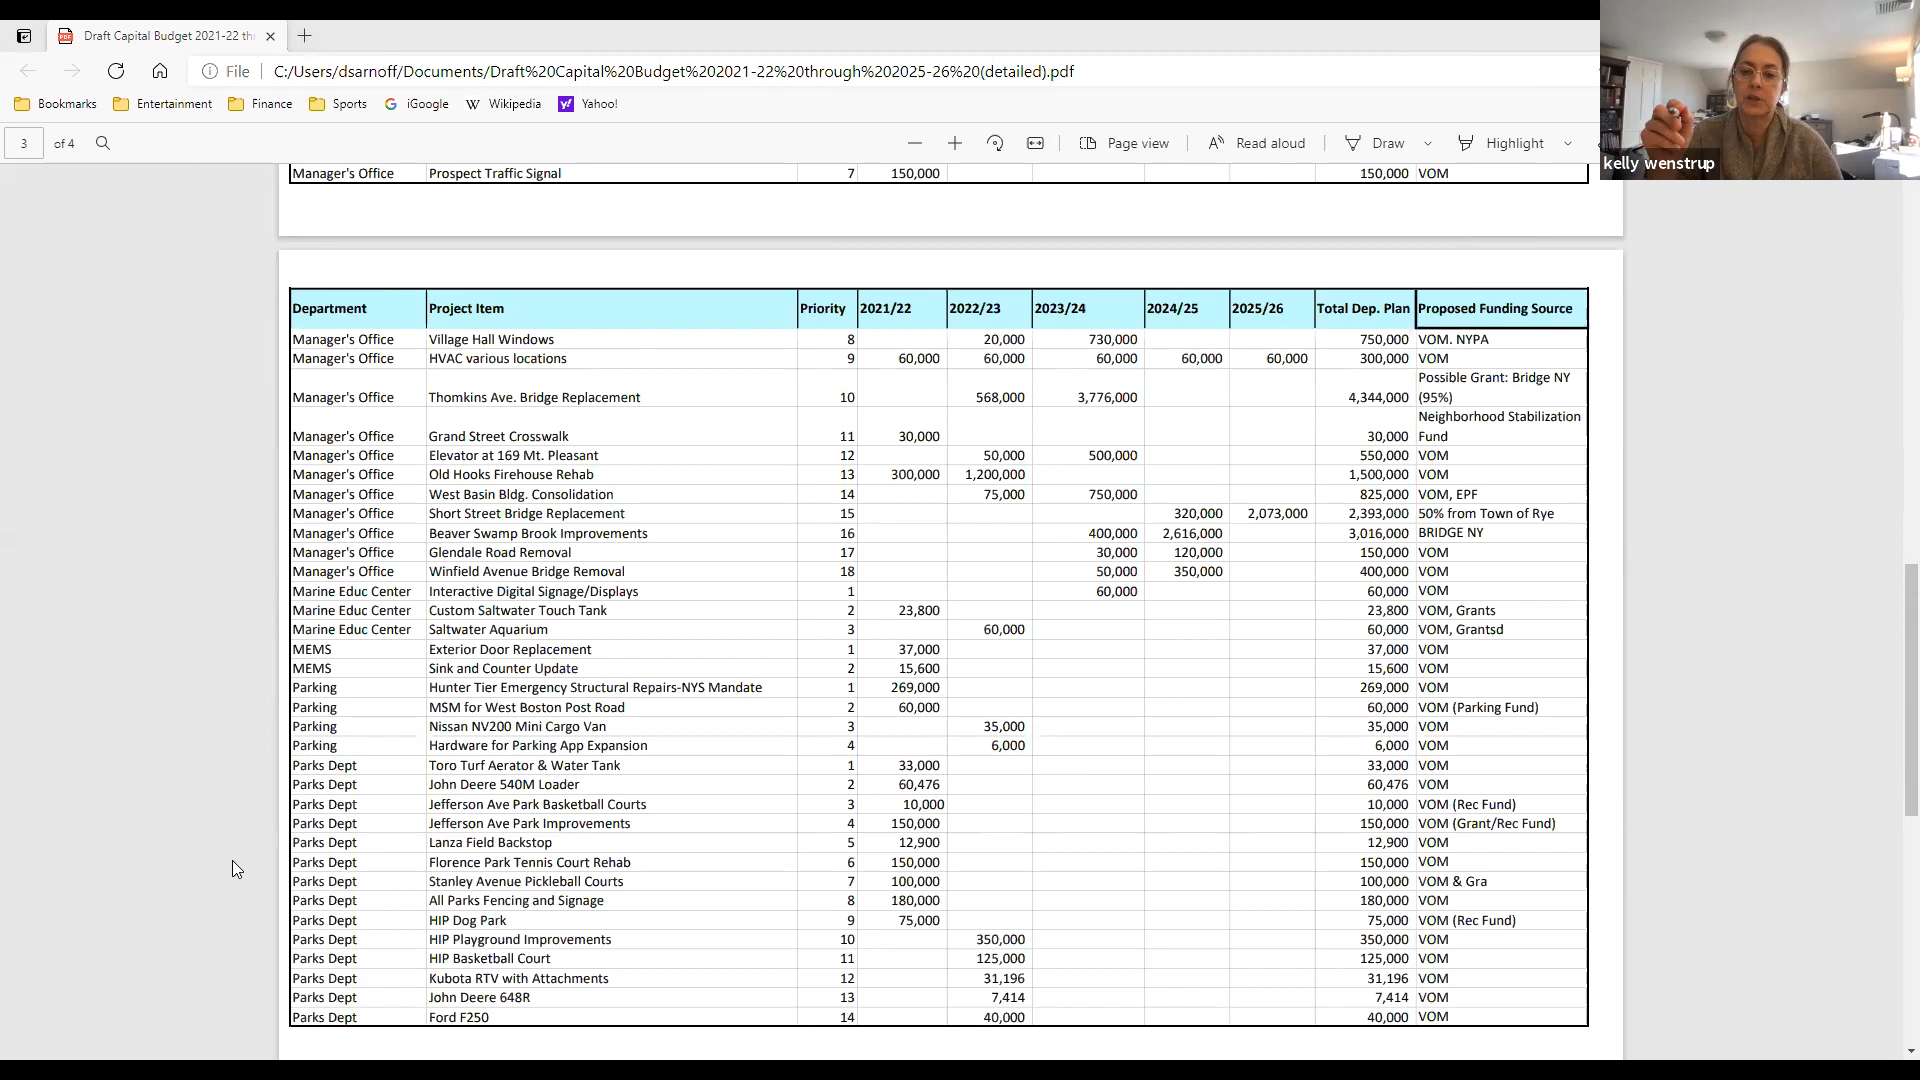 Draft Capital Budget 2021-22 th
File C:/Users/dsarnoff/Documents/Draft%20Capital%20Budget%202021-22%20through%202025-26%20(detailed).pdf
Bookmarks Entertainment Finance Sports iGoogle Wikipedia Yahoo!
3 of 4 Page view Read aloud Draw Highlight
kelly wenstrup
Manager's Office Prospect Traffic Signal 7 150,000 150,000 VOM
Department Project Item Priority 2021/22 2022/23 2023/24 2024/25 2025/26 Total Dep. Plan Proposed Funding Source
Manager's Office Village Hall Windows 8 20,000 730,000 750,000 VOM. NYPA
Manager's Office HVAC various locations 9 60,000 60,000 60,000 60,000 60,000 300,000 VOM
Possible Grant: Bridge NY
Manager's Office Thomkins Ave. Bridge Replacement 10 568,000 3,776,000 4,344,000 (95%)
Neighborhood Stabilization
Manager's Office Grand Street Crosswalk 11 30,000 30,000 Fund
Manager's Office Elevator at 169 Mt. Pleasant 12 50,000 500,000 550,000 VOM
Manager's Office Old Hooks Firehouse Rehab 13 300,000 1,200,000 1,500,000 VOM
Manager's Office West Basin Bldg. Consolidation 14 75,000 750,000 825,000 VOM, EPF
Manager's Office Short Street Bridge Replacement 15 320,000 2,073,000 2,393,000 50% from Town of Rye
Manager's Office Beaver Swamp Brook Improvements 16 400,000 2,616,000 3,016,000 BRIDGE NY
Manager's Office Glendale Road Removal 17 30,000 120,000 150,000 VOM
Manager's Office Winfield Avenue Bridge Removal 18 50,000 350,000 400,000 VOM
Marine Educ Center Interactive Digital Signage/Displays 1 60,000 60,000 VOM
Marine Educ Center Custom Saltwater Touch Tank 2 23,800 23,800 VOM, Grants
Marine Educ Center Saltwater Aquarium 3 60,000 60,000 VOM, Grantsd
MEMS Exterior Door Replacement 1 37,000 37,000 VOM
MEMS Sink and Counter Update 2 15,600 15,600 VOM
Parking Hunter Tier Emergency Structural Repairs-NYS Mandate 1 269,000 269,000 VOM
Parking MSM for West Boston Post Road 2 60,000 60,000 VOM (Parking Fund)
Parking Nissan NV200 Mini Cargo Van 3 35,000 35,000 VOM
Parking Hardware for Parking App Expansion 4 6,000 6,000 VOM
Parks Dept Toro Turf Aerator & Water Tank 1 33,000 33,000 VOM
Parks Dept John Deere 540M Loader 2 60,476 60,476 VOM
Parks Dept Jefferson Ave Park Basketball Courts 3 10,000 10,000 VOM (Rec Fund)
Parks Dept Jefferson Ave Park Improvements 4 150,000 150,000 VOM (Grant/Rec Fund)
Parks Dept Lanza Field Backstop 5 12,900 12,900 VOM
Parks Dept Florence Park Tennis Court Rehab 6 150,000 150,000 VOM
Parks Dept Stanley Avenue Pickleball Courts 7 100,000 100,000 VOM & Gra
Parks Dept All Parks Fencing and Signage 8 180,000 180,000 VOM
Parks Dept HIP Dog Park 9 75,000 75,000 VOM (Rec Fund)
Parks Dept HIP Playground Improvements 10 350,000 350,000 VOM
Parks Dept HIP Basketball Court 11 125,000 125,000 VOM
Parks Dept Kubota RTV with Attachments 12 31,196 31,196 VOM
Parks Dept John Deere 648R 13 7,414 7,414 VOM
Parks Dept Ford F250 14 40,000 40,000 VOM